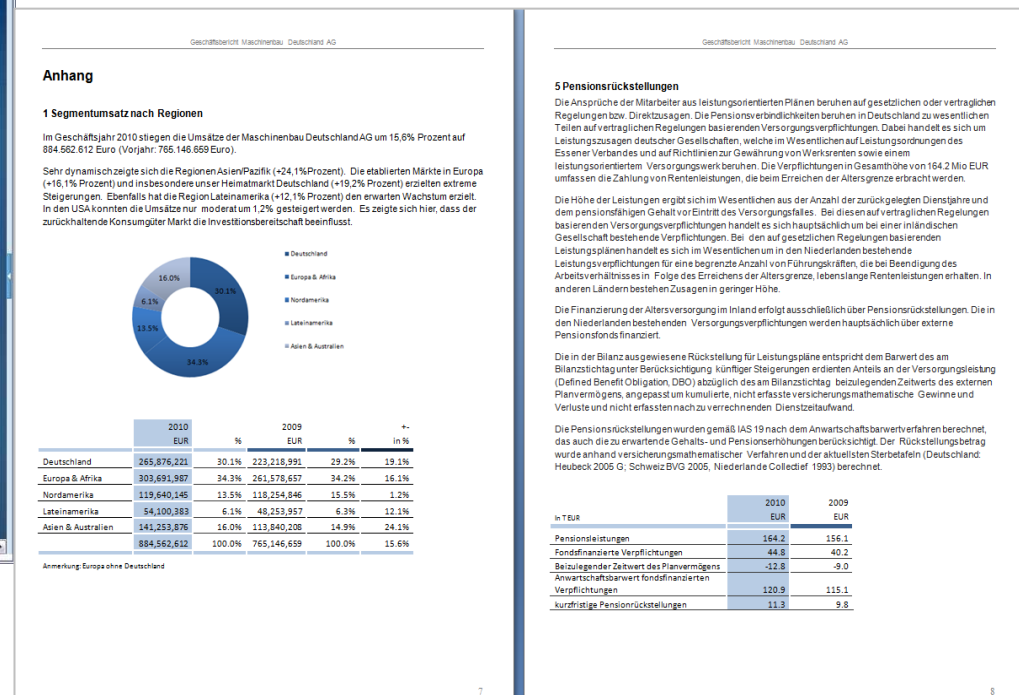 Geschäftsbericht Maschinenbau Deutschland AG
Anhang
1 Segmentumsatz nach Regionen
Im Geschäftsjahr 2010 stiegen die Umsätze der Maschinenbau Deutschland AG um 15,6% Prozent auf
884.562.612 Euro (Vorjahr: 765.146.659 Euro).
Sehr dynamisch zeigte sich die Regionen Asien/Pazifik (+24,1%Prozent). Die etablierten Märkte in Europa
(+16,1% Prozent) und insbesondere unser Heimatmarkt Deutschland (+19,2% Prozent) erzielten extreme
Steigerungen. Ebenfalls hat die Region Lateinamerika (+12,1% Prozent) den erwarten Wachstum erzielt.
In den USA konnten die Umsätze nur moderat um 1,2% gesteigert werden. Es zeigte sich hier, dass der
zurückhaltende Konsumgüter Markt die Investitionsbereitschaft beeinflusst.
Deutschland
Europa & Afrika
Nordamerika
Lateinamerika
Asien & Australien
30.1%
34.3%
13.5%
6.1%
16.0%
2010 2009 +-
EUR % EUR % in %
Deutschland 265,876,221 30.1% 223,218,991 29.2% 19.1%
Europa & Afrika 303,691,987 34.3% 261,578,657 34.2% 16.1%
Nordamerika 119,640,145 13.5% 118,254,846 15.5% 1.2%
Lateinamerika 54,100,383 6.1% 48,253,957 6.3% 12.1%
Asien & Australien 141,253,876 16.0% 113,840,208 14.9% 24.1%
884,562,612 100.0% 765,146,659 100.0% 15.6%
Anmerkung: Europa ohne Deutschland
7
Geschäftsbericht Maschinenbau Deutschland AG
5 Pensionsrückstellungen
Die Ansprüche der Mitarbeiter aus leistungsorientierten Plänen beruhen auf gesetzlichen oder vertraglichen
Regelungen bzw. Direktzusagen. Die Pensionsverbindlichkeiten beruhen in Deutschland zu wesentlichen
Teilen auf vertraglichen Regelungen basierenden Versorgungsverpflichtungen. Dabei handelt es sich um
Leistungszusagen deutscher Gesellschaften, welche im Wesentlichen auf Leistungsordnungen des
Essener Verbandes und auf Richtlinien zur Gewährung von Werksrenten sowie einem
leistungsorientiertem Versorgungswerk beruhen. Die Verpflichtungen in Gesamthöhe von 164.2 Mio EUR
umfassen die Zahlung von Rentenleistungen, die beim Erreichen der Altersgrenze erbracht werden.
Die Höhe der Leistungen ergibt sich im Wesentlichen aus der Anzahl der zurückgelegten Dienstjahre und
dem pensionsfähigen Gehalt vor Eintritt des Versorgungsfalles. Bei diesen auf vertraglichen Regelungen
basierenden Versorgungsverpflichtungen handelt es sich hauptsächlich um bei einer inländischen
Gesellschaft bestehende Verpflichtungen. Bei den auf gesetzlichen Regelungen basierenden
Leistungsplänen handelt es sich im Wesentlichen um in den Niederlanden bestehende
Leistungsverpflichtungen für eine begrenzte Anzahl von Führungskräften, die bei Beendigung des
Arbeitsverhältnisses in Folge des Erreichens der Altersgrenze, lebenslange Rentenleistungen erhalten. In
anderen Ländern bestehen Zusagen in geringer Höhe.
Die Finanzierung der Altersversorgung im Inland erfolgt ausschließlich über Pensionsrückstellungen. Die in
den Niederlanden bestehenden Versorgungsverpflichtungen werden hauptsächlich über externe
Pensionsfonds finanziert.
Die in der Bilanz ausgewiesene Rückstellung für Leistungspläne entspricht dem Barwert des am
Bilanzstichtag unter Berücksichtigung künftiger Steigerungen erdienten Anteils an der Versorgungsleistung
(Defined Benefit Obligation, DBO) abzüglich des am Bilanzstichtag beizulegenden Zeitwerts des externen
Planvermögens, angepasst um kumulierte, nicht erfasste versicherungsmathematische Gewinne und
Verluste und nicht erfassten nach zu verrechnenden Dienstzeitaufwand.
Die Pensionsrückstellungen wurden gemäß IAS 19 nach dem Anwartschaftsbarwertverfahren berechnet,
das auch die zu erwartende Gehalts- und Pensionserhöhungen berücksichtigt. Der Rückstellungsbetrag
wurde anhand versicherungsmathematischer Verfahren und der aktuellsten Sterbetafeln (Deutschland:
Heubeck 2005 G; Schweiz BVG 2005, Niederlande Collectief 1993) berechnet.
2010 2009
In T EUR EUR EUR
Pensionsleistungen 164.2 156.1
Fondsfinanzierte Verpflichtungen 44.8 40.2
Beizulegender Zeitwert des Planvermögens -12.8 -9.0
Anwartschaftsbarwert fondsfinanzierten
Verpflichtungen 120.9 115.1
kurzfristige Pensionrückstellungen 11.3 9.8
8